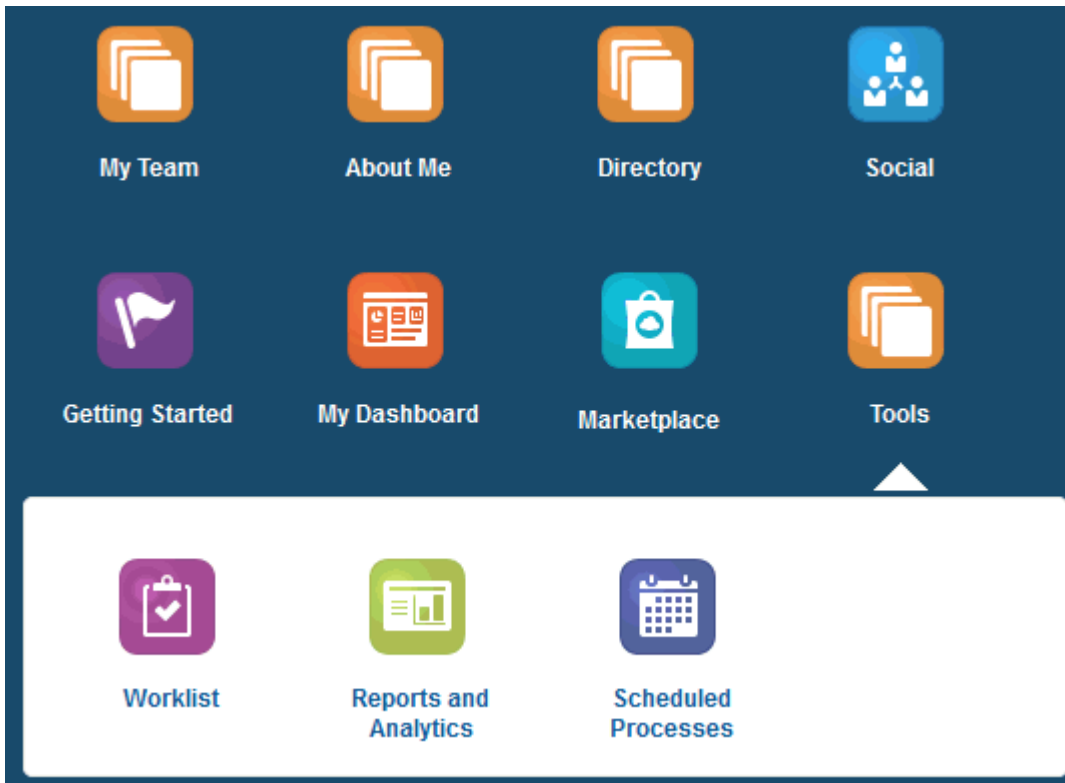 My Team
About Me
Directory
Social
Getting Started
My Dashboard
Marketplace
Tools
Worklist
Reports and
Analytics
Scheduled
Processes